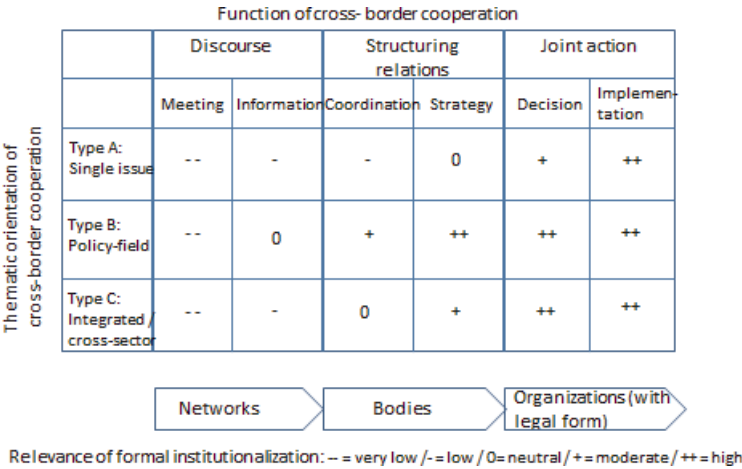 Function of cross- border cooperation
Discourse
Structuring
relations
Joint action
Meeting
Information
Coordination
Strategy
Decision
Implemen-
tation
Thematic orientation of
cross-border cooperation
Type A:
Single issue
- -
-
-
0
+
++
Type B:
Policy-field
- -
0
+
++
++
++
Type C:
Integrated /
cross-sector
- -
-
0
+
++
++
Networks
Bodies
Organizations (with
legal form)
Relevance of formal institutionalization: -- = very low /- = low / 0= neutral / + = moderate / ++ = high